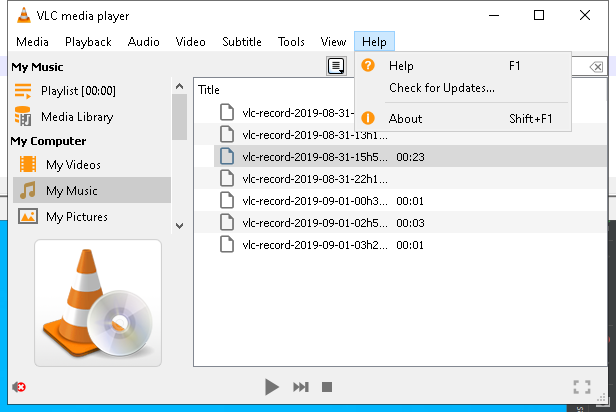 VLC media player
Media Playback Audio Video Subtitle Tools View Help
My Music
Playlist [00:00]
Media Library
My Computer
My Videos
My Music
My Pictures
Help F1
Check for Updates...
About Shift+F1
Title
vlc-record-2019-08-31-
vlc-record-2019-08-31-13h1...
vlc-record-2019-08-31-15h5... 00:23
vlc-record-2019-08-31-22h1...
vlc-record-2019-09-01-00h3... 00:01
vlc-record-2019-09-01-02h5... 00:03
vlc-record-2019-09-01-03h2... 00:01